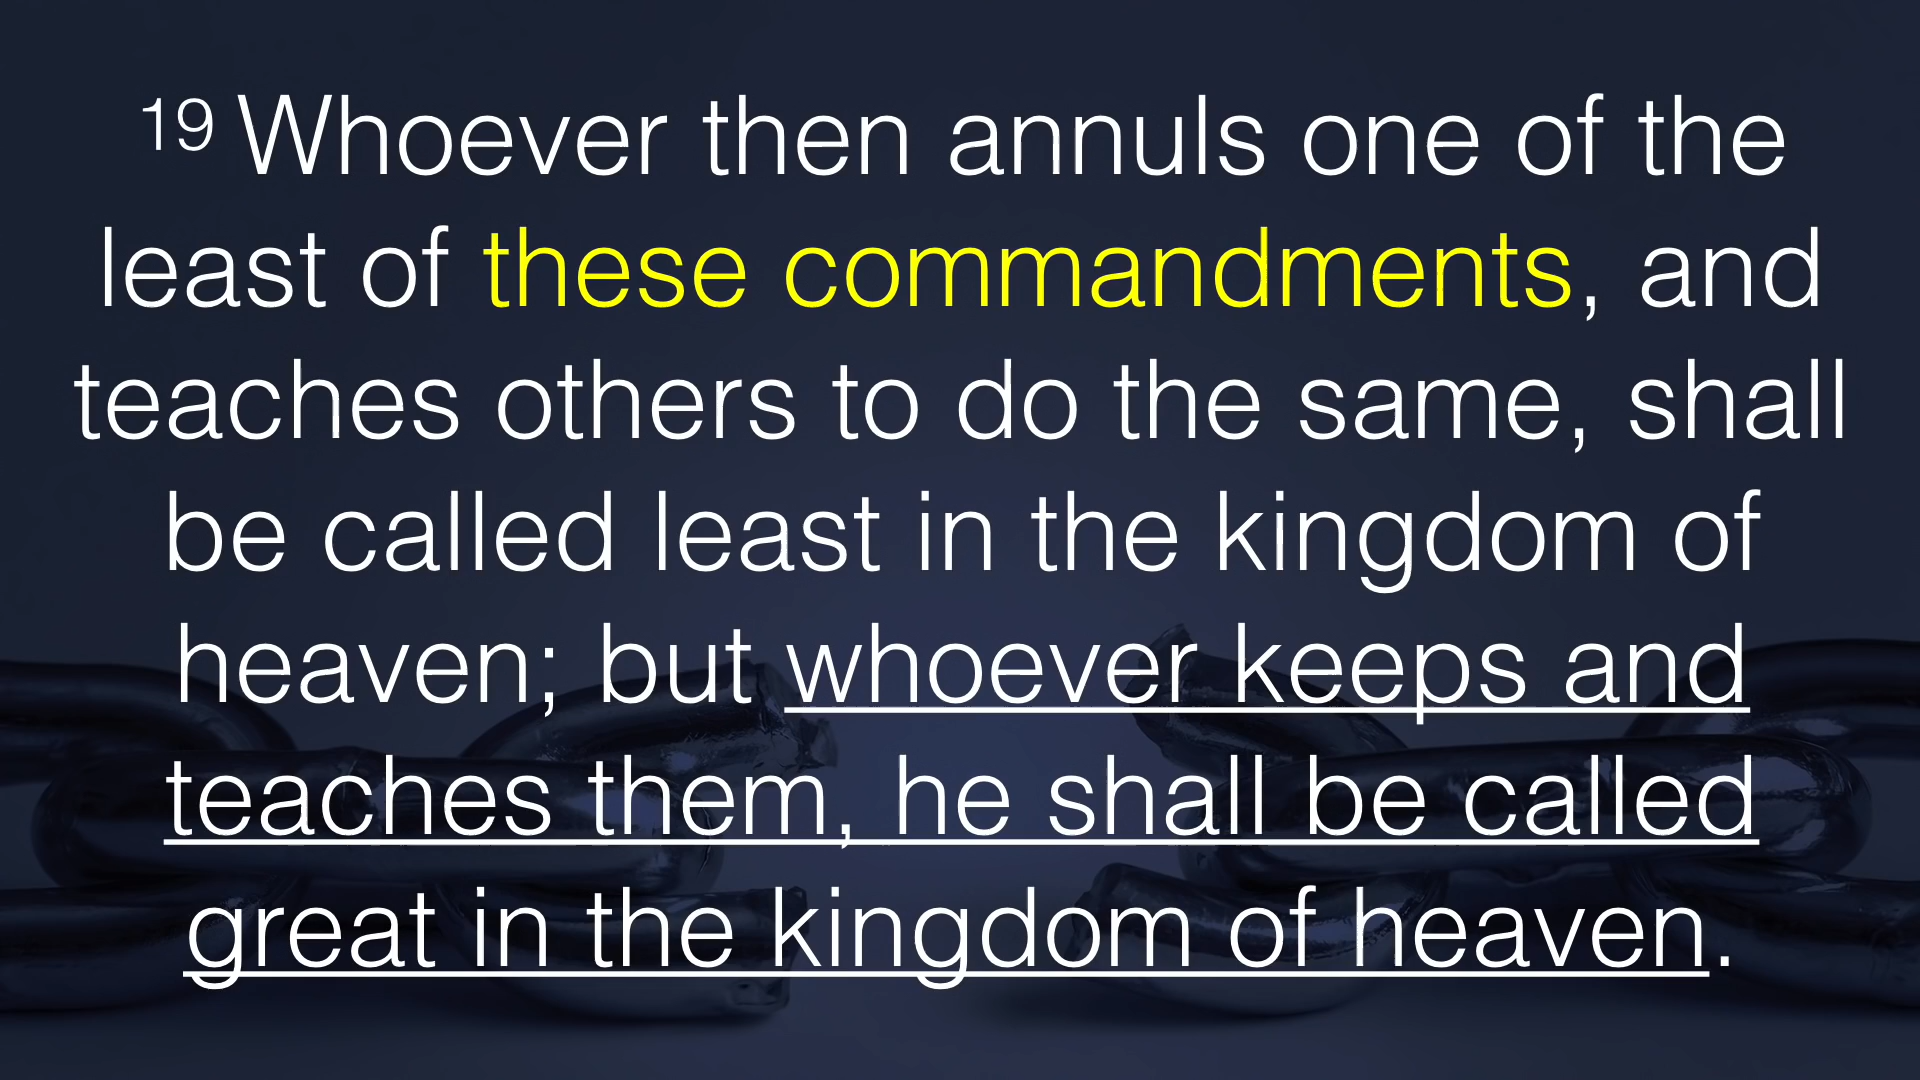 19 Whoever then annuls one of the
least of these commandments, and
teaches others to do the same, shall
be called least in the kingdom of
heaven; but whoever keeps and
teaches them, he shall be called
great in the kingdom of heaven.